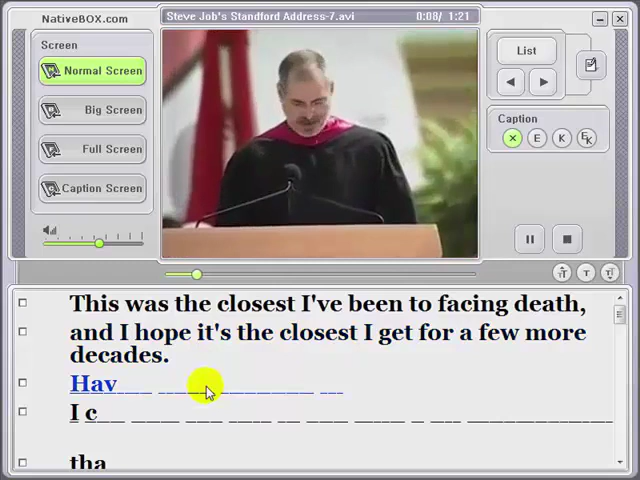 NativeBOX.com
Steve Job's Standford Address-7.avi
0:08/ 1:21
Screen
Normal Screen
Big Screen
Full Screen
Caption Screen
List
Caption
× E K EK
T T T
This was the closest I've been to facing death,
and I hope it's the closest I get for a few more
decades.
Hav
I c
tha